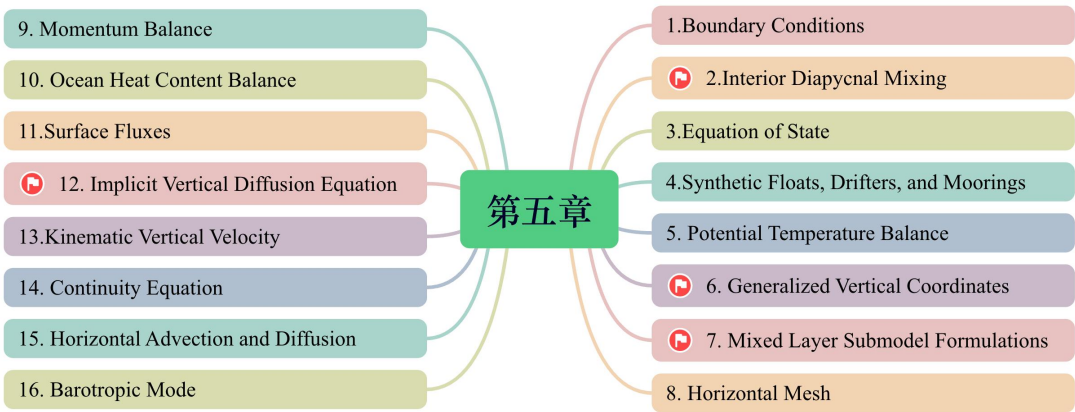 第五章
1.Boundary Conditions
2.Interior Diapycnal Mixing
3.Equation of State
4.Synthetic Floats, Drifters, and Moorings
5. Potential Temperature Balance
6. Generalized Vertical Coordinates
7. Mixed Layer Submodel Formulations
8. Horizontal Mesh
9. Momentum Balance
10. Ocean Heat Content Balance
11.Surface Fluxes
12. Implicit Vertical Diffusion Equation
13.Kinematic Vertical Velocity
14. Continuity Equation
15. Horizontal Advection and Diffusion
16. Barotropic Mode